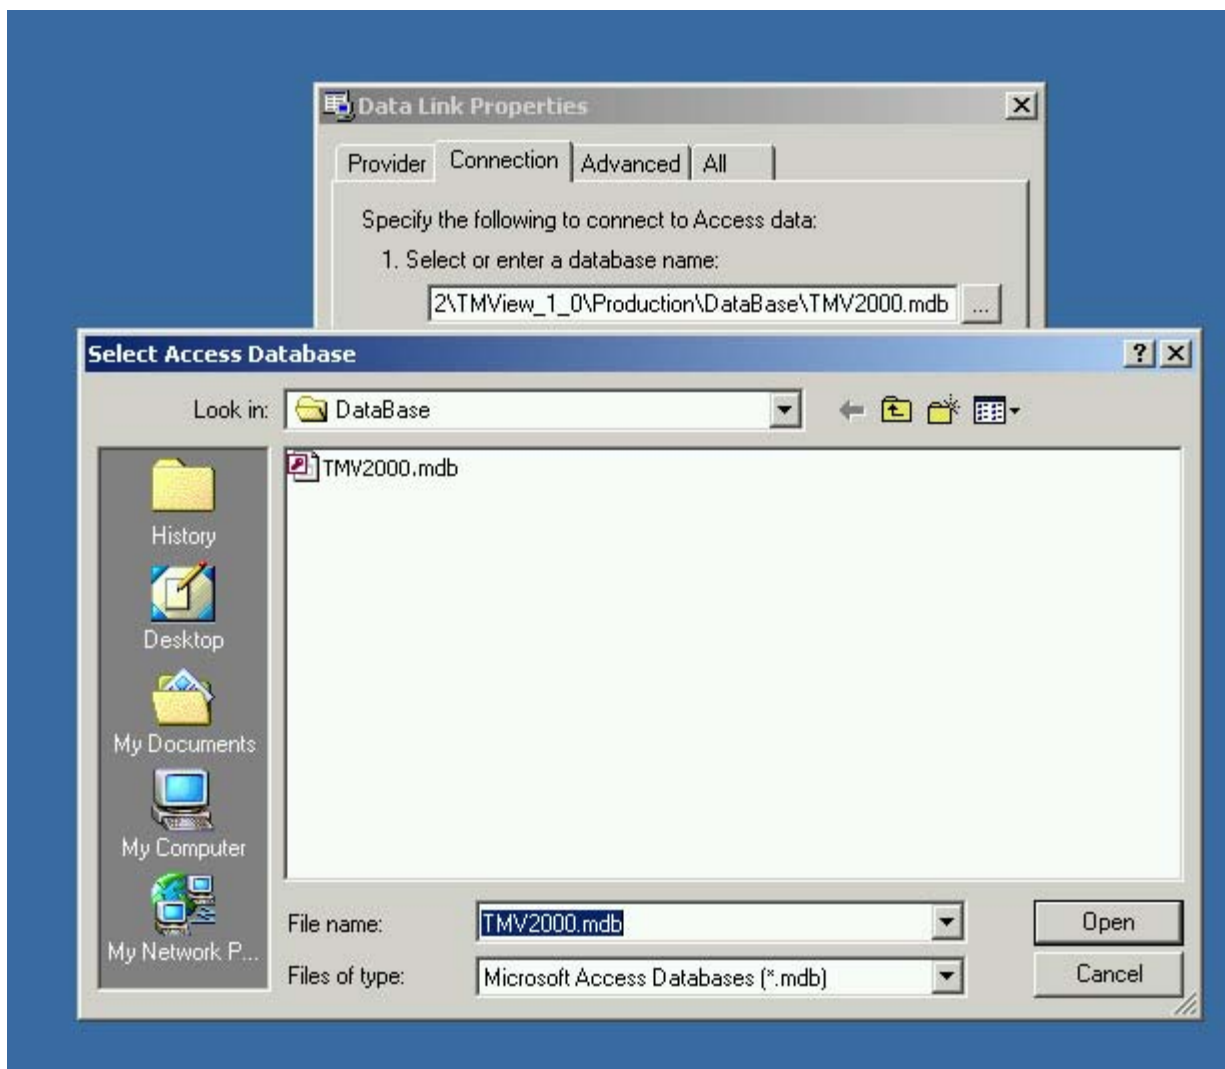 Data Link Properties
Provider Connection Advanced All
Specify the following to connect to Access data:
1. Select or enter a database name:
2\TMView_1_0\Production\DataBase\TMV2000.mdb ...
Select Access Database
Look in: DataBase
TMV2000.mdb
History
Desktop
My Documents
My Computer
My Network P...
File name: TMV2000.mdb Open
Files of type: Microsoft Access Databases (*.mdb) Cancel